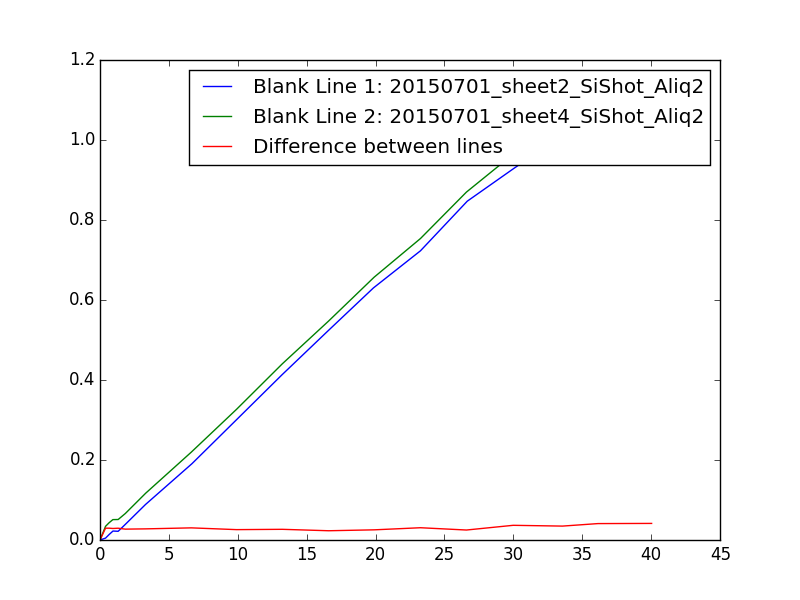 1.2
Blank Line 1: 20150701_sheet2_SiShot_Aliq2
Blank Line 2: 20150701_sheet4_SiShot_Aliq2
Difference between lines
1.0
0.8
0.6
0.4
0.2
0.0
0 5 10 15 20 25 30 35 40 45